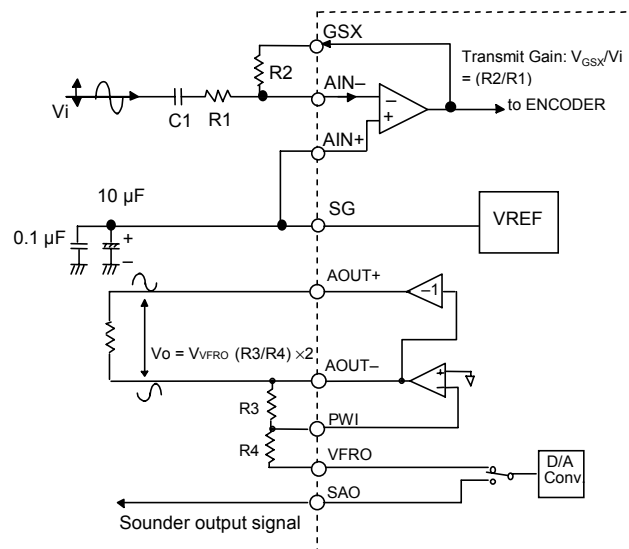 GSX
Transmit Gain: VGSX/Vi
= (R2/R1)
R2
AIN–
–
to ENCODER
Vi
C1
R1
+
AIN+
10 µF
SG
VREF
0.1 µF
+
–
AOUT+
–1
Vo = VVFRO (R3/R4) ×2
AOUT–
+
–
R3
PWI
R4
VFRO
D/A
Conv.
SAO
Sounder output signal